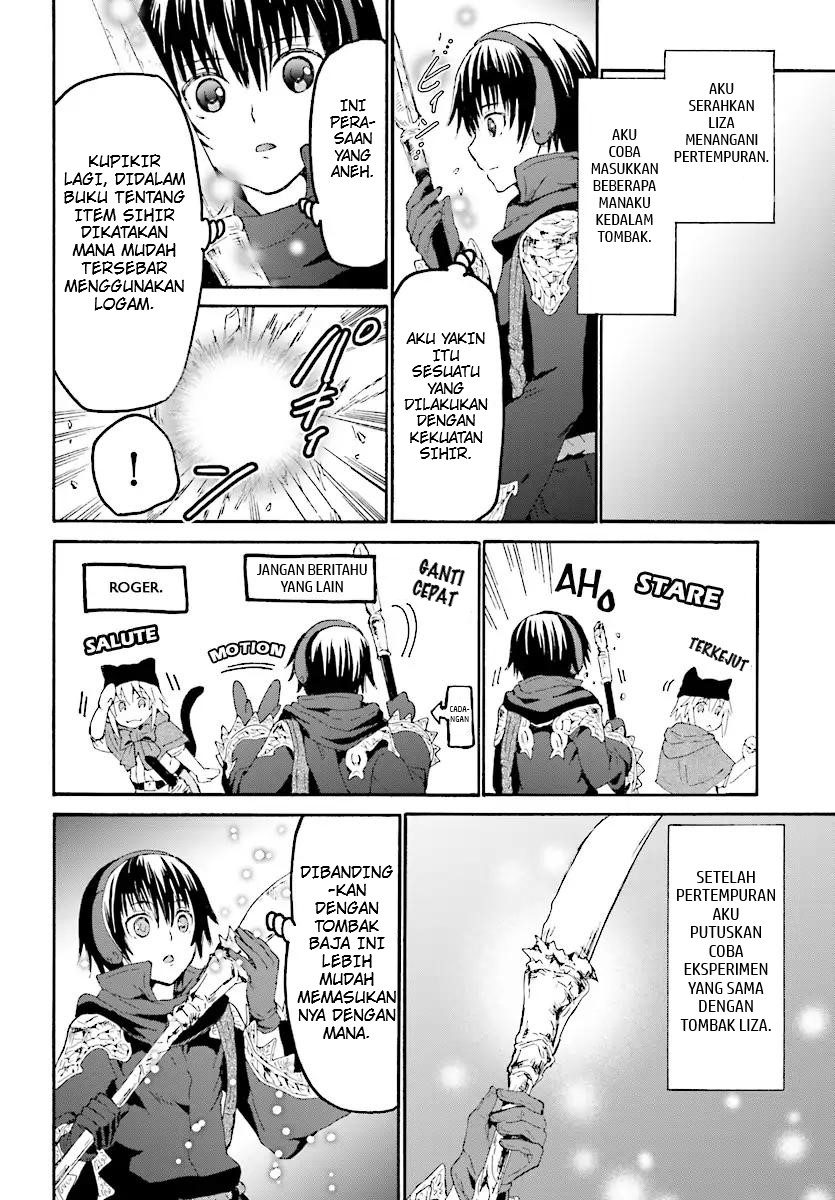 AKU
SERAHKAN
LIZA
MENANGANI
PERTEMPURAN.
AKU
COBA
MASUKKAN
BEBERAPA
MANAKU
KEDALAM
TOMBAK.
AKU YAKIN
ITU
SESUATU
YANG
DILAKUKAN
DENGAN
KEKUATAN
SIHIR.
INI
PERA-
SAAN
YANG
ANEH.
KUPIKIR
LAGI, DIDALAM
BUKU TENTANG
ITEM SIHIR
DIKATAKAN
MANA MUDAH
TERSEBAR
MENGGUNAKAN
LOGAM.
!
STARE
AHO
TERKEJUT
GANTI
CEPAT
JANGAN BERITAHU
YANG LAIN
MOTION
CADA-
NGAN
ROGER.
SALUTE
SETELAH
PERTEMPURAN
AKU
PUTUSKAN
COBA
EKSPERIMEN
YANG SAMA
DENGAN
TOMBAK LIZA.
DIBANDING
-KAN
DENGAN
TOMBAK
BAJA INI
LEBIH
MUDAH
MEMASUKAN
NYA DENGAN
MANA.